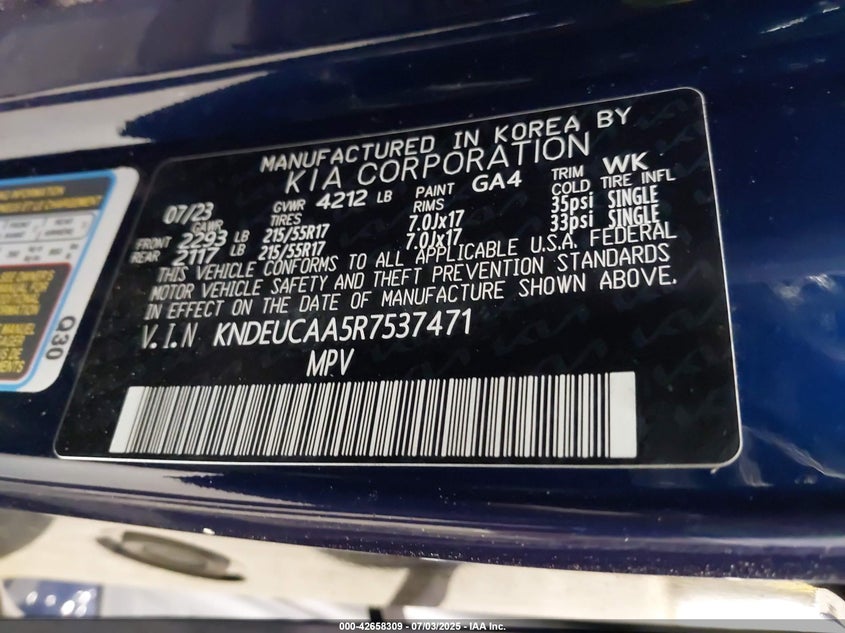 MANUFACTURED IN KOREA BY
KIA CORPORATION
07/23 GVWR 4212 LB PAINT GA4 TRIM WK
GAWR TIRES RIMS COLD TIRE INFL
FRONT 2293 LB 215/55R17 7.0Jx17 35psi SINGLE
REAR 2117 LB 215/55R17 7.0Jx17 33psi SINGLE
THIS VEHICLE CONFORMS TO ALL APPLICABLE U.S.A. FEDERAL
MOTOR VEHICLE SAFETY AND THEFT PREVENTION STANDARDS
IN EFFECT ON THE DATE OF MANUFACTURE SHOWN ABOVE.
V.I.N KNDEUCAA5R7537471
MPV
Q30
000-42658309 - 07/03/2025 - IAA Inc.